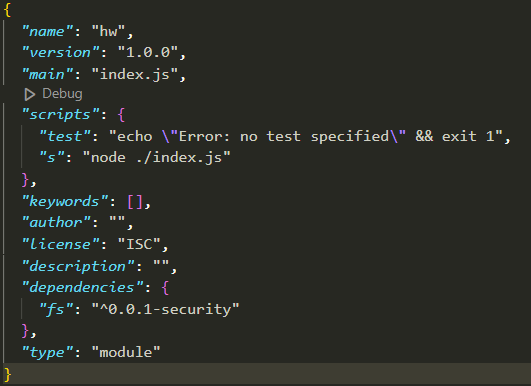 {
"name": "hw",
"version": "1.0.0",
"main": "index.js",
Debug
"scripts": {
"test": "echo \"Error: no test specified\" && exit 1",
"s": "node ./index.js"
},
"keywords": [],
"author": "",
"license": "ISC",
"description": "",
"dependencies": {
"fs": "^0.0.1-security"
},
"type": "module"
}